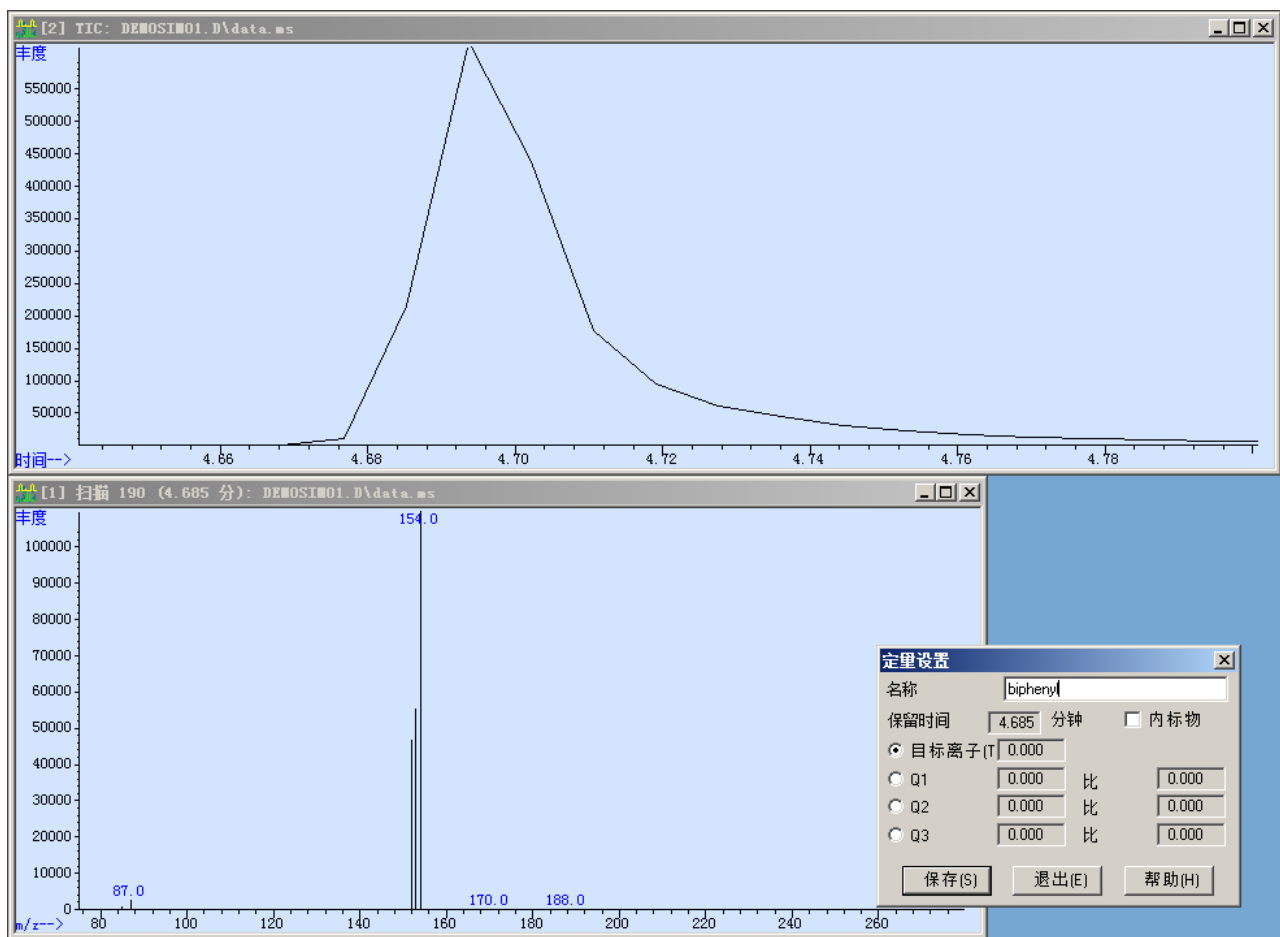 [2] TIC: DEMOSIM01.D\data.ms
丰度
550000
500000
450000
400000
350000
300000
250000
200000
150000
100000
50000
时间-->
4.66 4.68 4.70 4.72 4.74 4.76 4.78
[1] 扫描 190 (4.685 分): DEMOSIM01.D\data.ms
丰度
154.0
100000
90000
80000
70000
60000
50000
40000
30000
20000
10000
0
87.0 170.0 188.0
m/z-->
80 100 120 140 160 180 200 220 240 260
定里设置
名称 biphenyl
保留时间 4.685 分钟 内标物
目标离子(T 0.000
Q1 0.000 比 0.000
Q2 0.000 比 0.000
Q3 0.000 比 0.000
保存(S) 退出(E) 帮助(H)